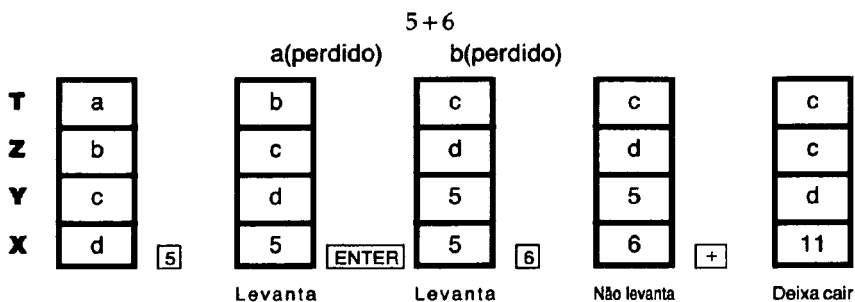 5+6
a(perdido) b(perdido)
T a b c c c
Z b c d d c
Y c d 5 5 d
X d 5 5 ENTER 5 6 6 + 11
Levanta Levanta Não levanta Deixa cair